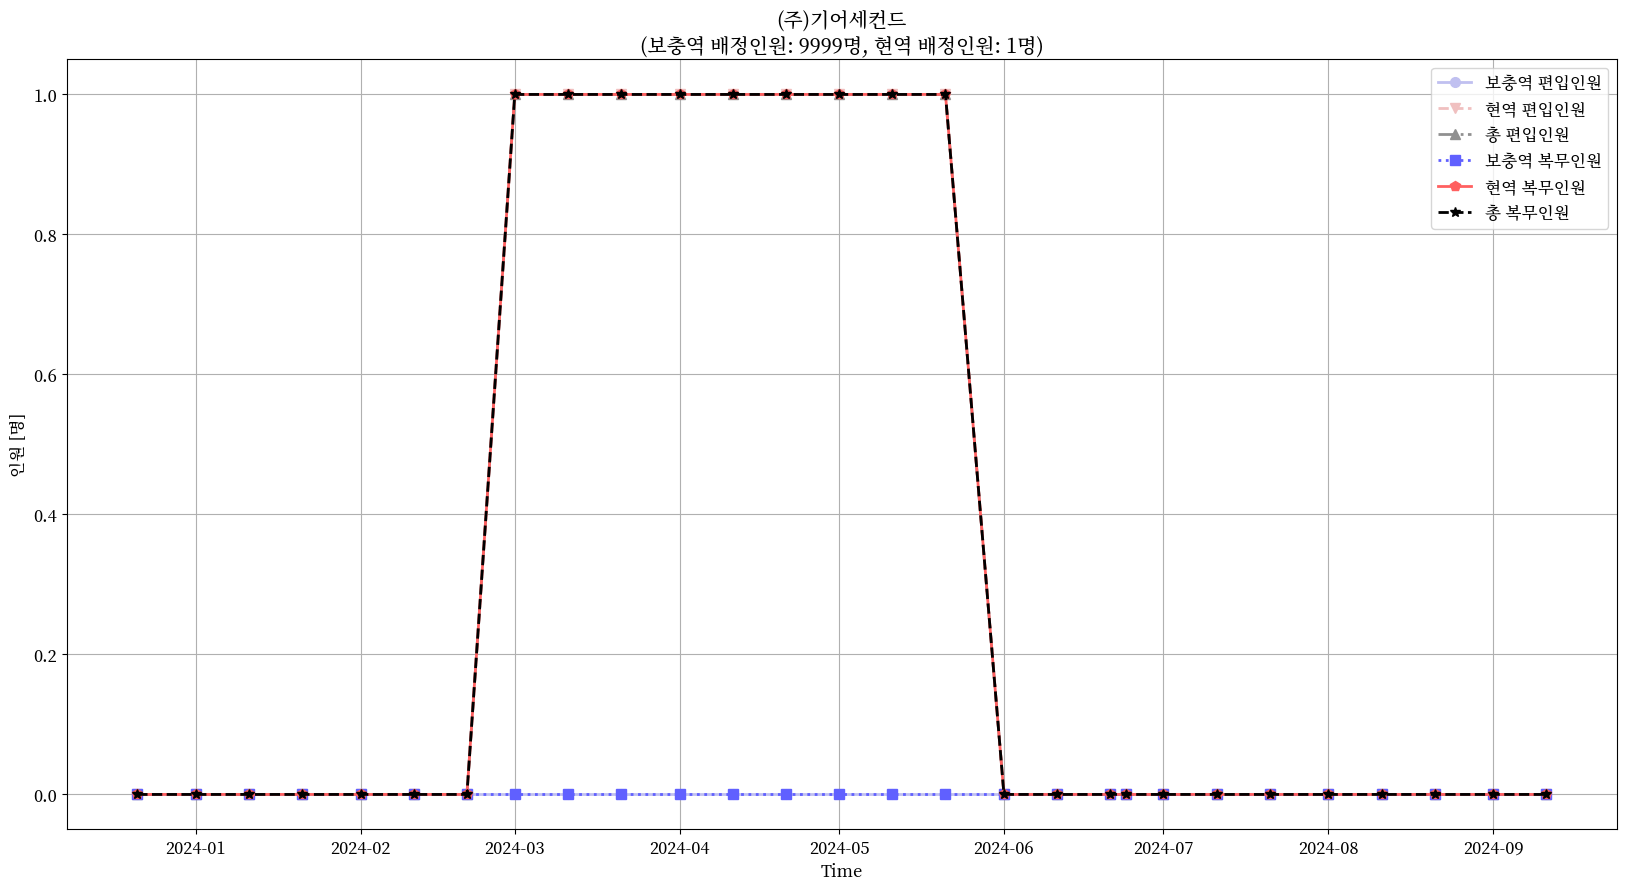 (주)기어세컨드
(보충역 배정인원: 9999명, 현역 배정인원: 1명)
보충역 편입인원
현역 편입인원
총 편입인원
보충역 복무인원
현역 복무인원
총 복무인원
인원 [명]
1.0
0.8
0.6
0.4
0.2
0.0
2024-01
2024-02
2024-03
2024-04
2024-05
2024-06
2024-07
2024-08
2024-09
Time